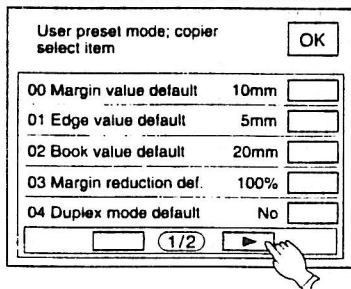 User preset mode; copier
select item
OK
00 Margin value default 10mm
01 Edge value default 5mm
02 Book value default 20mm
03 Margin reduction def. 100%
04 Duplex mode default No
1/2